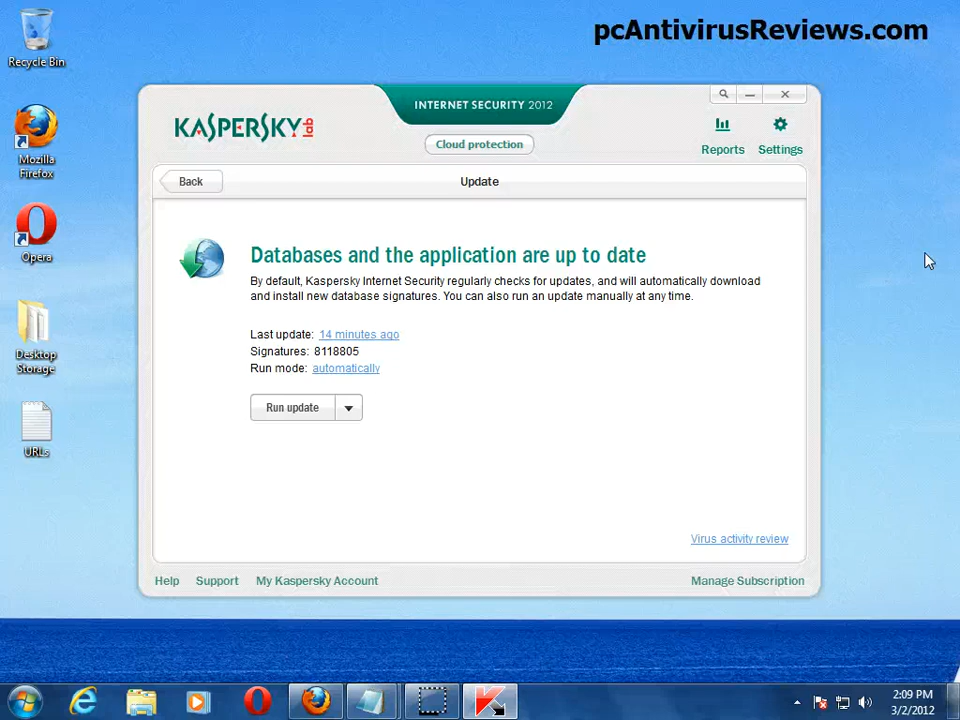 pcAntivirusReviews.com
Recycle Bin
Mozilla
Firefox
Opera
Desktop
Storage
URLs
INTERNET SECURITY 2012
KASPERSKY lab
Cloud protection
Reports
Settings
Back
Update
Databases and the application are up to date
By default, Kaspersky Internet Security regularly checks for updates, and will automatically download
and install new database signatures. You can also run an update manually at any time.
Last update: 14 minutes ago
Signatures: 8118805
Run mode: automatically
Run update
Virus activity review
Help
Support
My Kaspersky Account
Manage Subscription
2:09 PM
3/2/2012